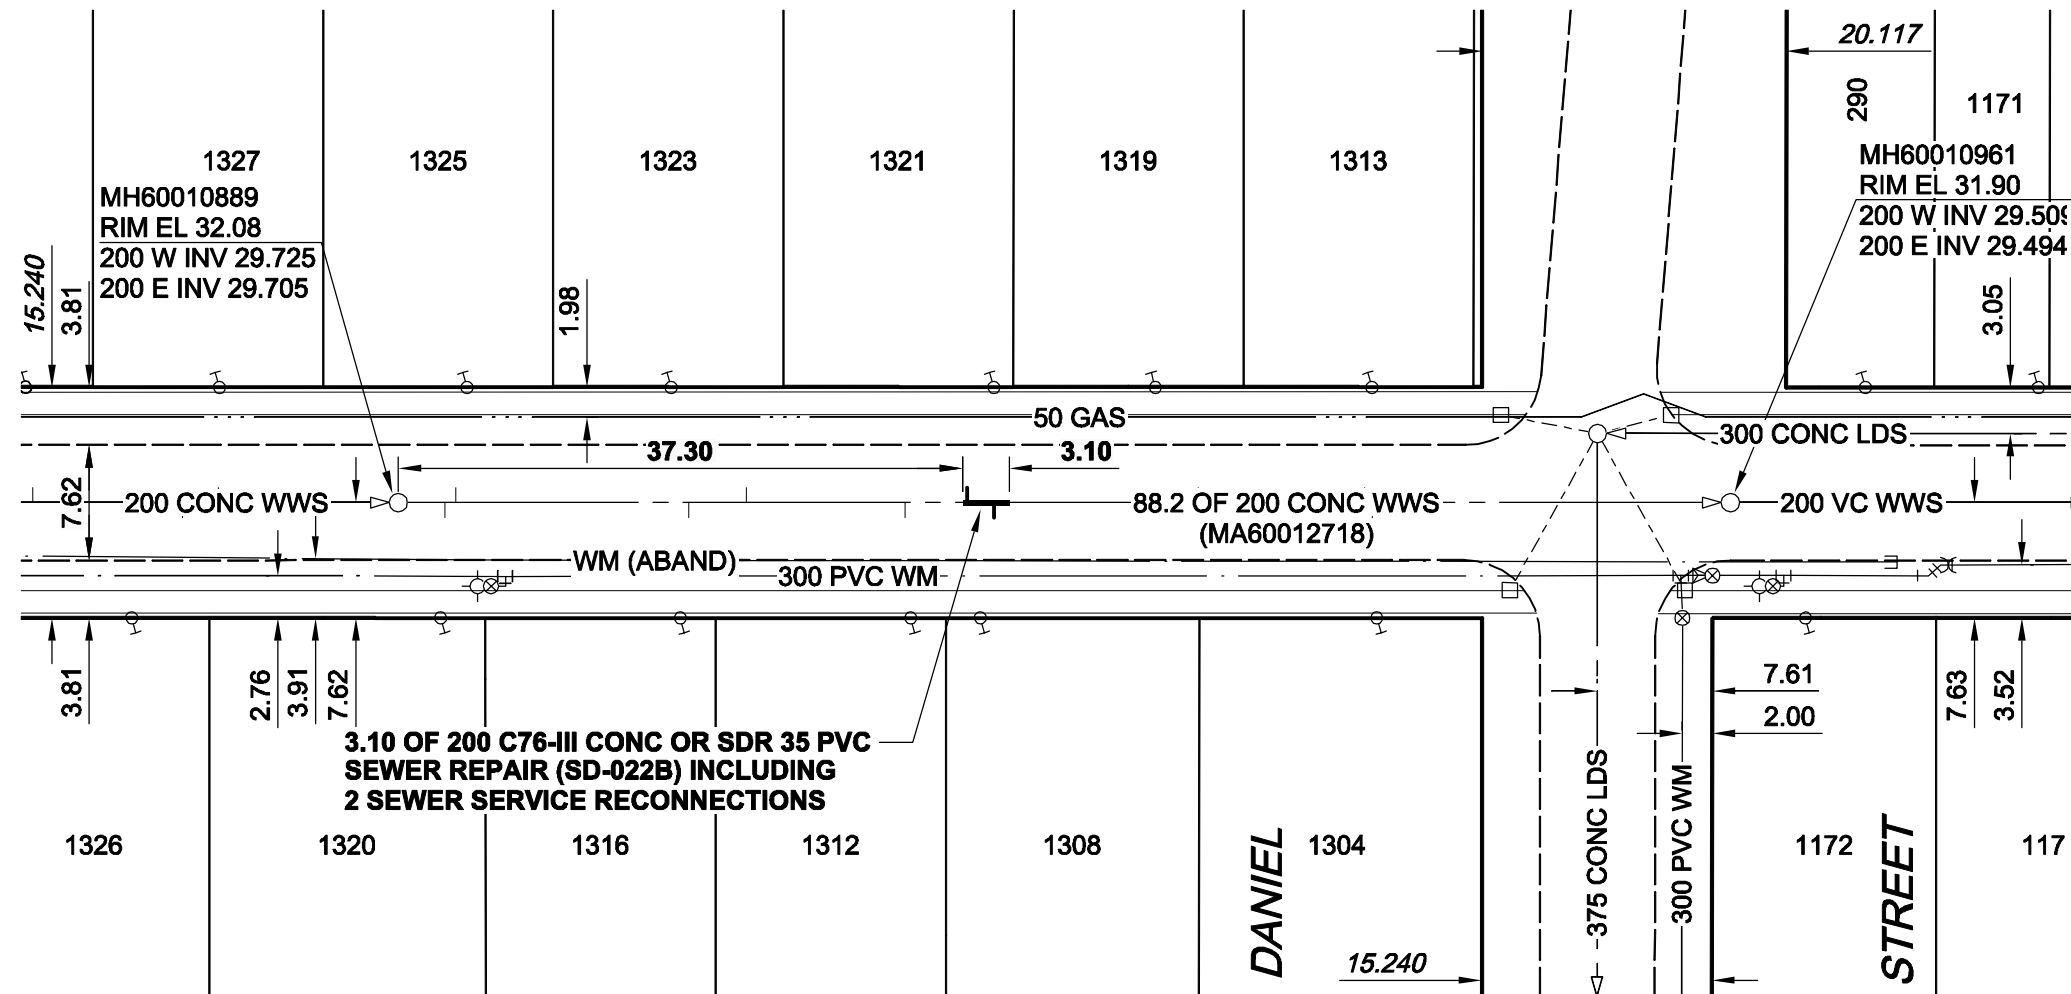 20.117
290
1171
1327
1325
1323
1321
1319
1313
MH60010889
RIM EL 32.08
200 W INV 29.725
200 E INV 29.705
MH60010961
RIM EL 31.90
200 W INV 29.509
200 E INV 29.494
15.240
3.81
1.98
3.05
50 GAS
300 CONC LDS
37.30
3.10
7.62
200 CONC WWS
88.2 OF 200 CONC WWS
(MA60012718)
200 VC WWS
WM (ABAND)
300 PVC WM
3.81
2.76
3.91
7.62
7.61
2.00
7.63
3.52
3.10 OF 200 C76-III CONC OR SDR 35 PVC
SEWER REPAIR (SD-022B) INCLUDING
2 SEWER SERVICE RECONNECTIONS
375 CONC LDS
300 PVC WM
1326
1320
1316
1312
1308
1304
1172
117
DANIEL
STREET
15.240